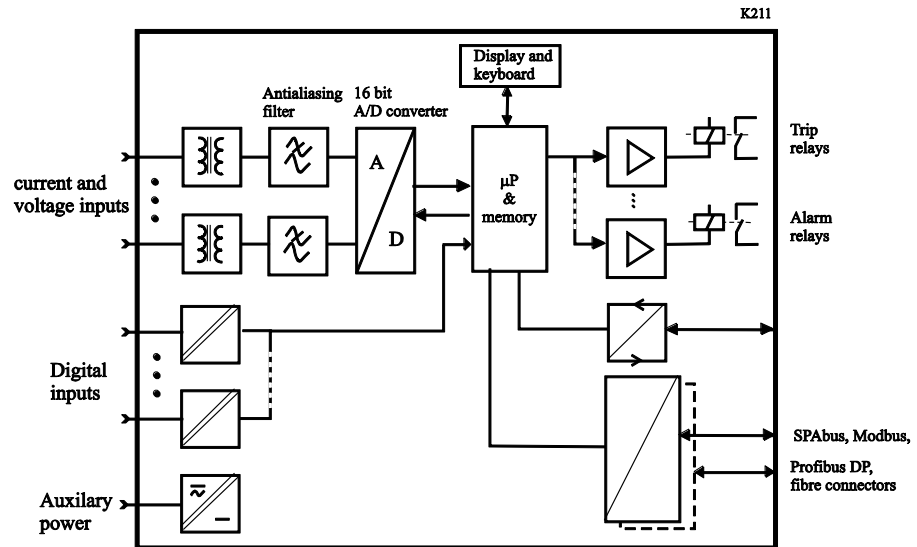 K211
Display and
keyboard
Antialiasing
filter
16 bit
A/D converter
current and
voltage inputs
A
D
μP
&
memory
Trip
relays
Alarm
relays
Digital
inputs
SPAbus, Modbus,
Profibus DP,
fibre connectors
Auxilary
power